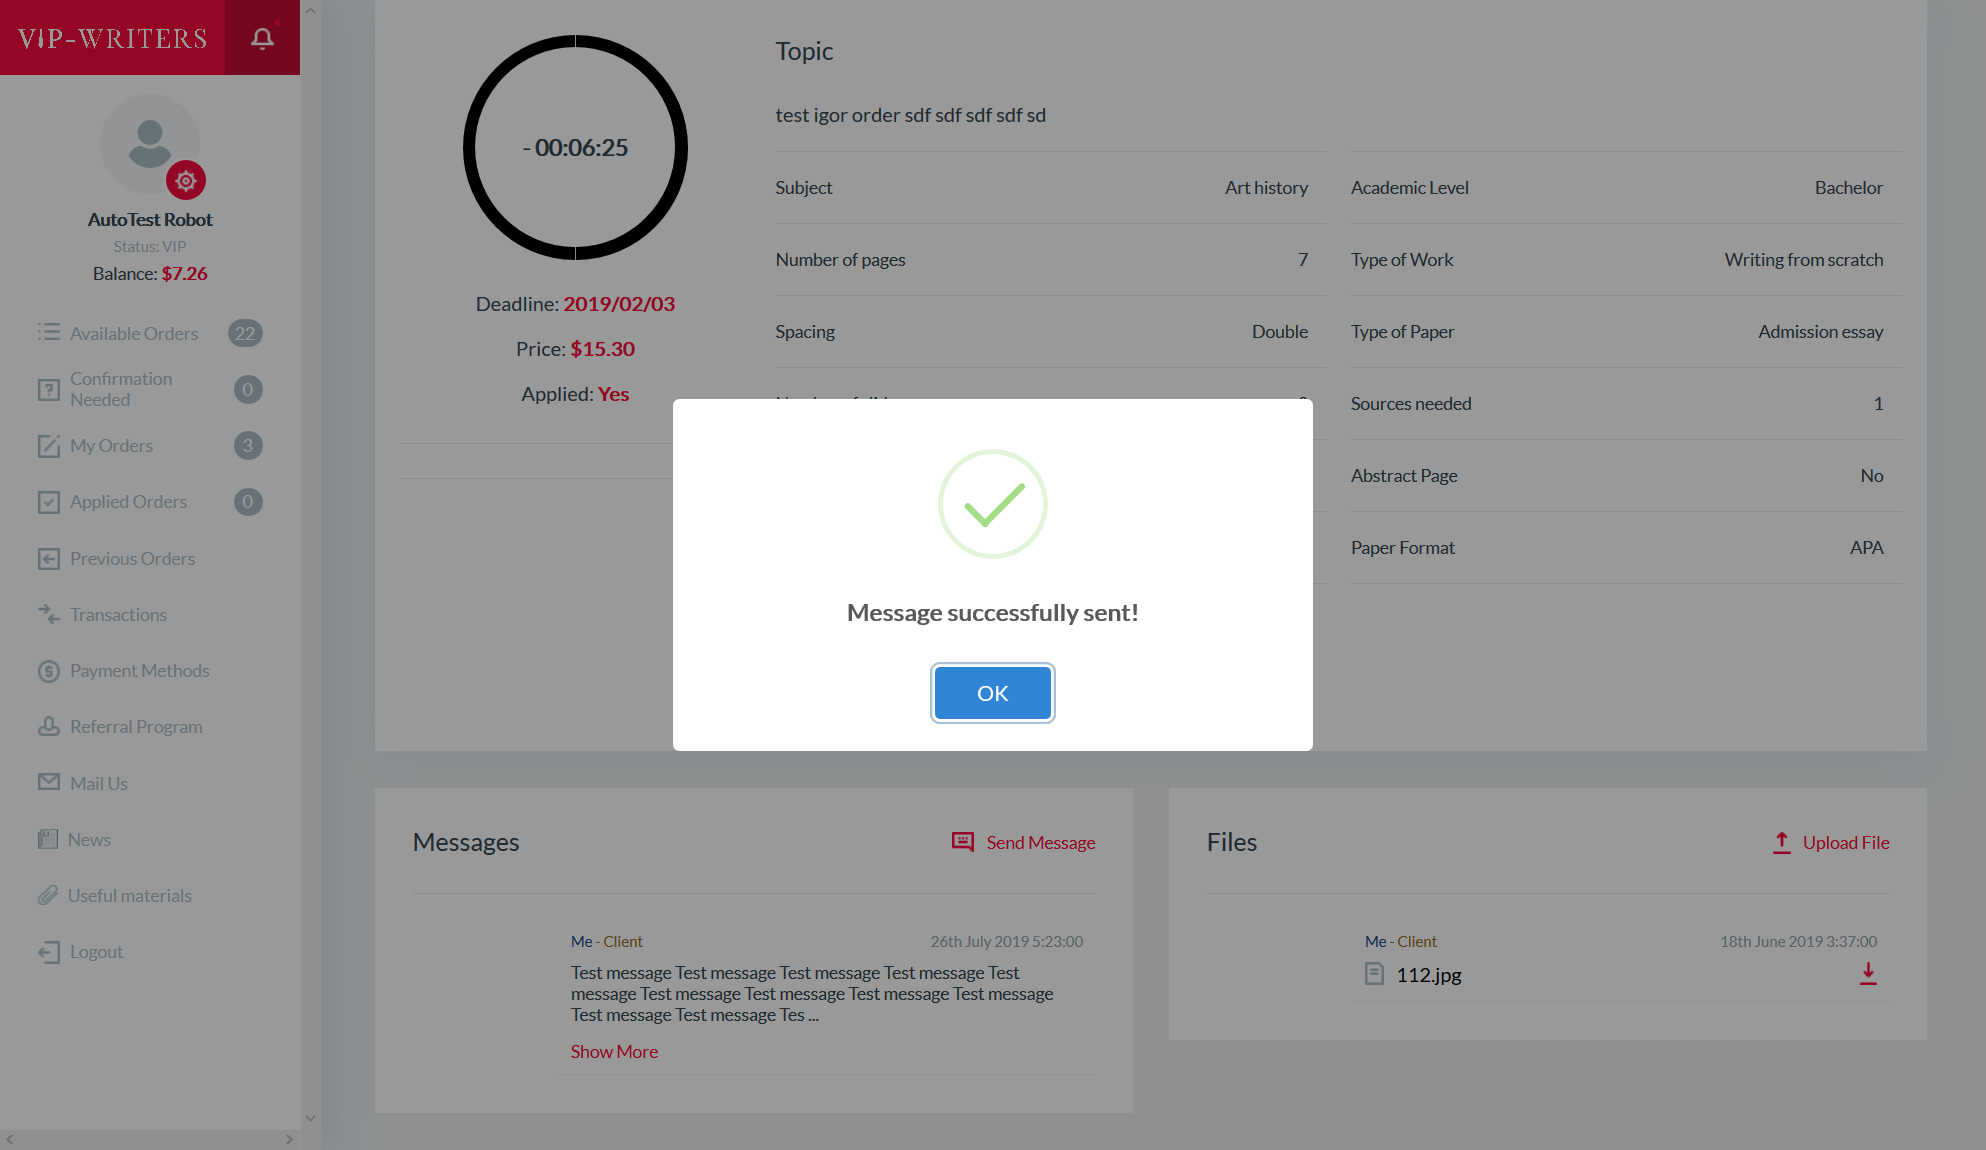 VIP-WRITERS
AutoTest Robot
Status: VIP
Balance: $7.26
Available Orders 22
Confirmation
Needed 0
My Orders 3
Applied Orders 0
Previous Orders
Transactions
Payment Methods
Referral Program
Mail Us
News
Useful materials
Logout
- 00:06:25
Deadline: 2019/02/03
Price: $15.30
Applied: Yes
Topic
test igor order sdf sdf sdf sdf sd
Subject Art history
Academic Level Bachelor
Number of pages 7
Type of Work Writing from scratch
Spacing Double
Type of Paper Admission essay
Sources needed 1
Abstract Page No
Paper Format APA
Message successfully sent!
OK
Messages
Send Message
Me - Client 26th July 2019 5:23:00
Test message Test message Test message Test message Test
message Test message Test message Test message Test message
Test message Test message Tes ...
Show More
Files
Upload File
Me - Client 18th June 2019 3:37:00
112.jpg